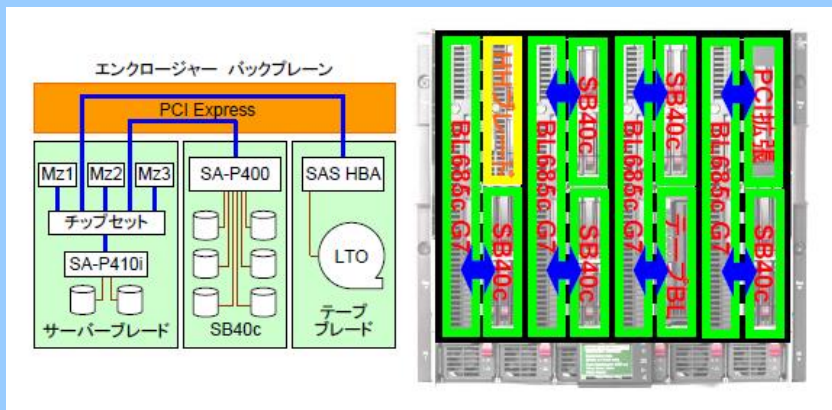 エンクロージャー バックプレーン
PCI Express
Mz1
Mz2
Mz3
チップセット
SA-P410i
サーバーブレード
SA-P400
SB40c
SAS HBA
LTO
テープ
ブレード
BL685c G7
SB40c
BL685c G7
SB40c
SB40c
BL685c G7
SB40c
テープBL
BL685c G7
PCI拡張
SB40c